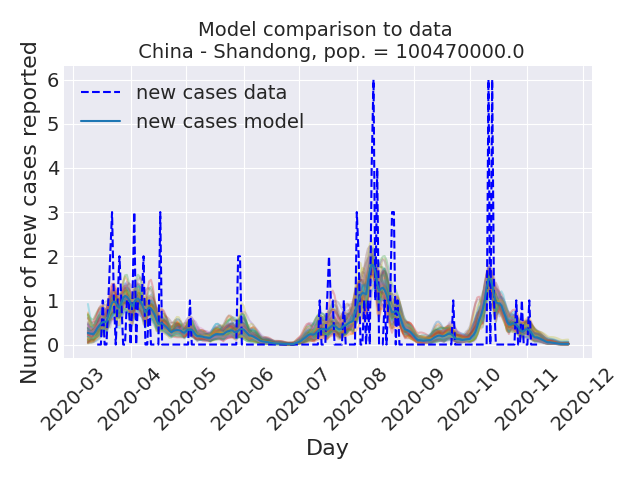 Model comparison to data
China - Shandong, pop. = 100470000.0
Number of new cases reported
6
5
4
3
2
1
0
new cases data
new cases model
2020-03
2020-04
2020-05
2020-06
2020-07
2020-08
2020-09
2020-10
2020-11
2020-12
Day